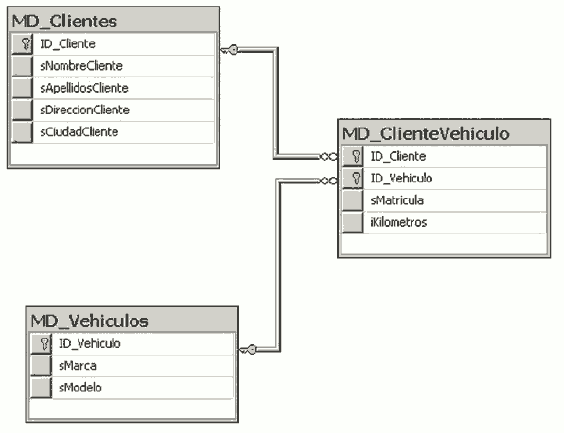 MD_Clientes
ID_Cliente
sNombreCliente
sApellidosCliente
sDireccionCliente
sCiudadCliente
MD_ClienteVehiculo
ID_Cliente
ID_Vehiculo
sMatricula
iKilometros
MD_Vehiculos
ID_Vehiculo
sMarca
sModelo